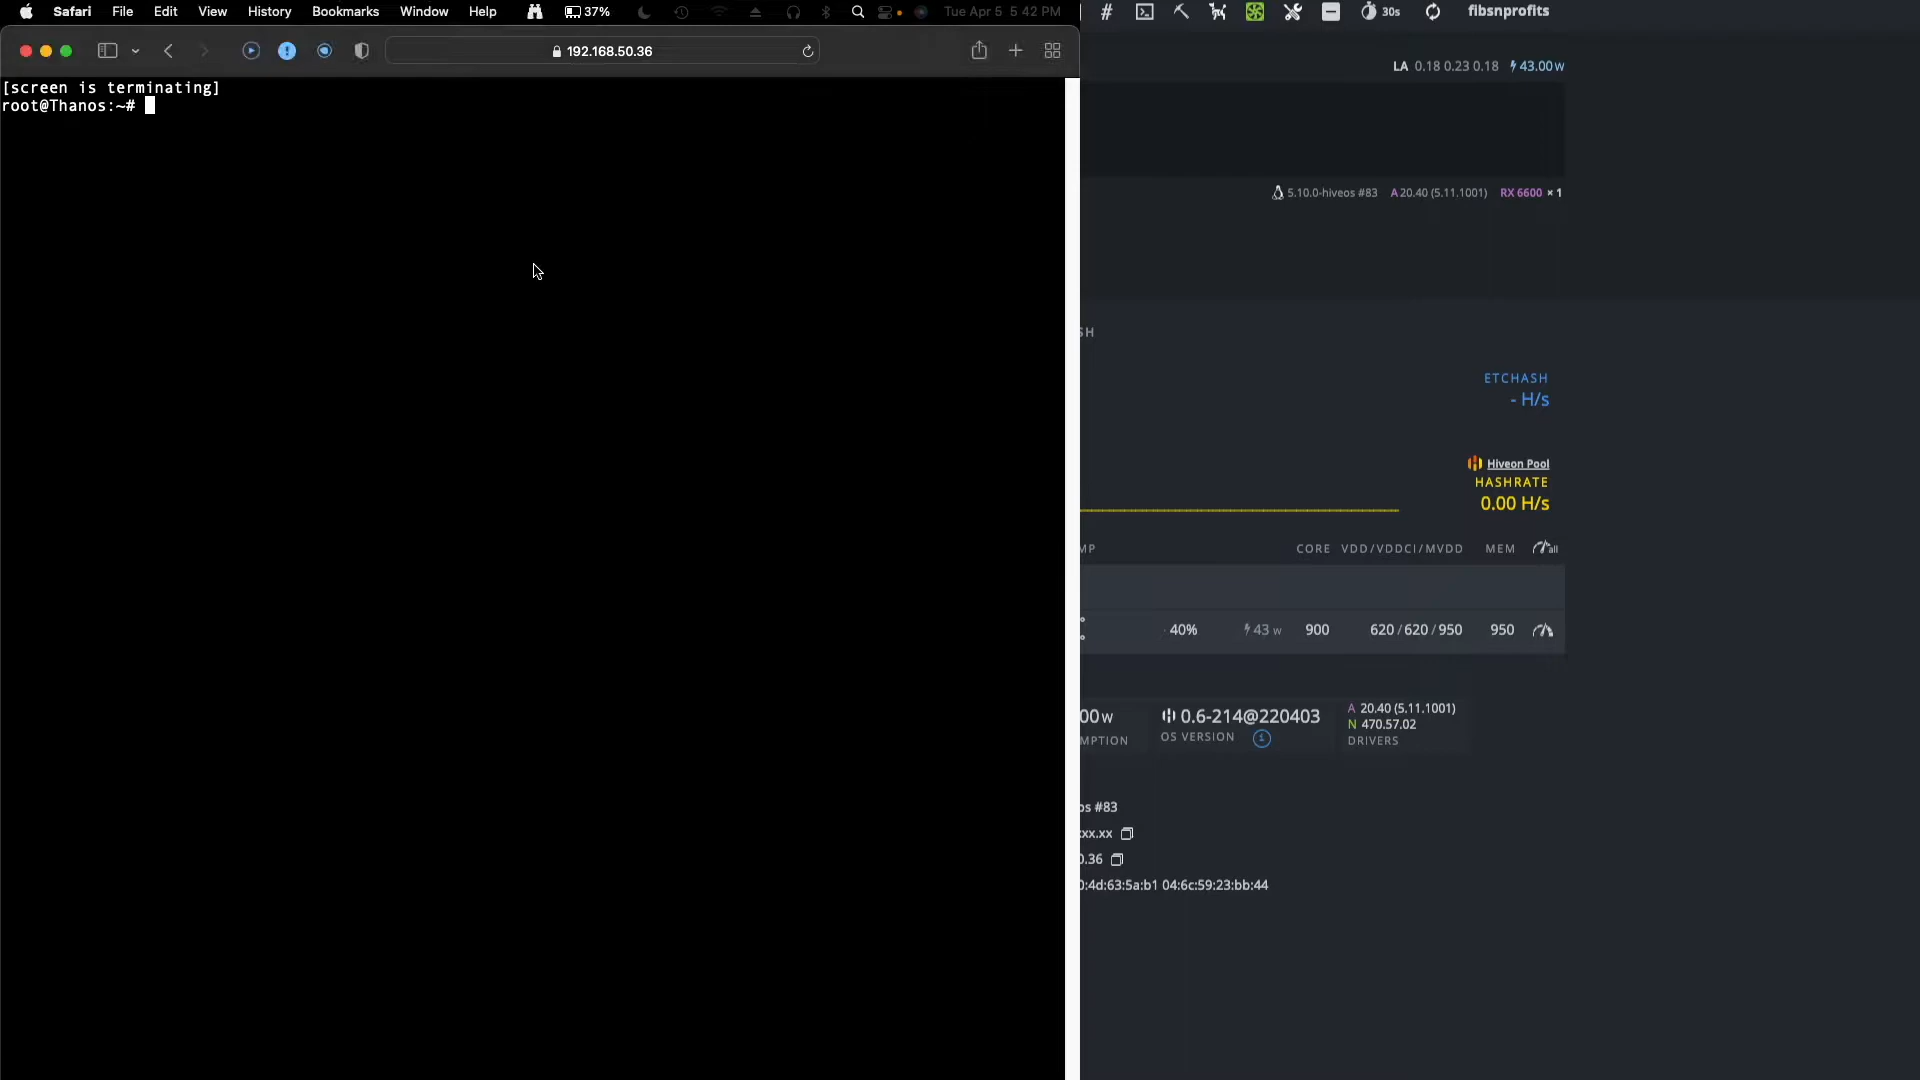 Safari File Edit View History Bookmarks Window Help 37% Tue Apr 5 5:42 PM
192.168.50.36
[screen is terminating]
root@Thanos:~#
# 30s fibsnprofits
LA 0.18 0.23 0.18 43.00 W
5.10.0-hiveos #83 A 20.40 (5.11.1001) RX 6600 × 1
SH
ETCHASH
- H/s
Hiveon Pool
HASHRATE
0.00 H/s
MP CORE VDD/VDDCI/MVDD MEM all
40% 43 w 900 620/620/950 950
00 w 0.6-214@220403 A 20.40 (5.11.1001)
N 470.57.02
MPTION OS VERSION 1 DRIVERS
os #83
xx.xx
0.36
0:4d:63:5a:b1 04:6c:59:23:bb:44